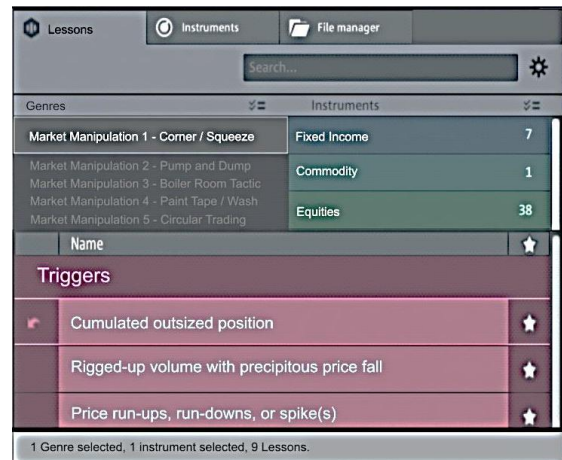 Lessons
Instruments
File manager
Search...
Genres
Instruments
Market Manipulation 1 - Corner / Squeeze
Fixed Income 7
Market Manipulation 2 - Pump and Dump
Market Manipulation 3 - Boiler Room Tactic
Commodity 1
Market Manipulation 4 - Paint Tape / Wash
Market Manipulation 5 - Circular Trading
Equities 38
Name
Triggers
Cumulated outsized position
Rigged-up volume with precipitous price fall
Price run-ups, run-downs, or spike(s)
1 Genre selected, 1 instrument selected, 9 Lessons.